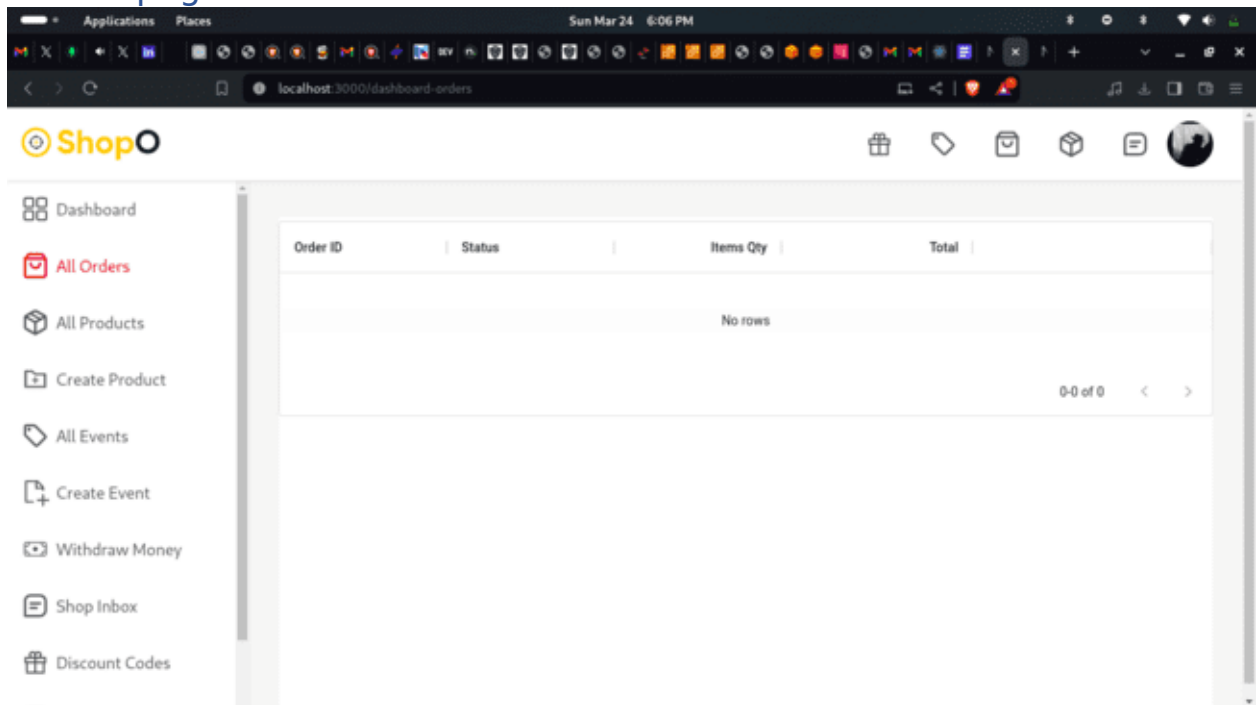 Applications Places Sun Mar 24 6:06 PM
localhost:3000/dashboard-orders
ShopO
Dashboard
All Orders
All Products
Create Product
All Events
Create Event
Withdraw Money
Shop Inbox
Discount Codes
Order ID Status Items Qty Total
No rows
0-0 of 0